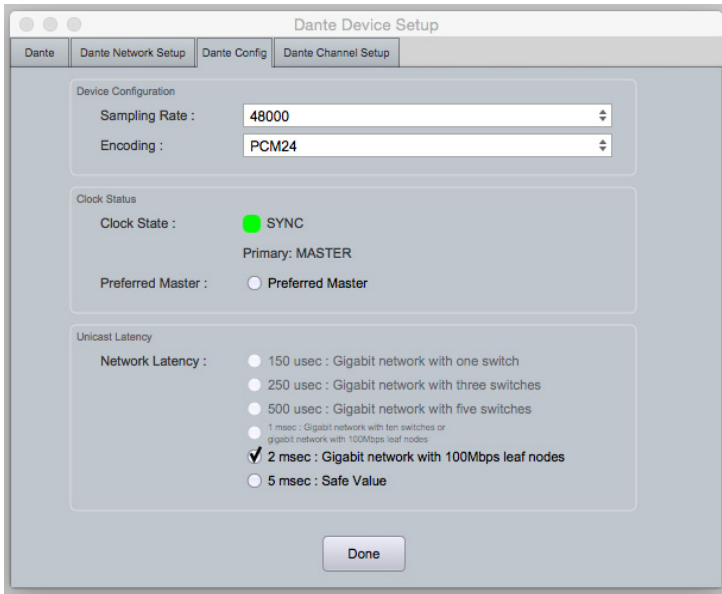 Dante Device Setup
Dante
Dante Network Setup
Dante Config
Dante Channel Setup
Device Configuration
Sampling Rate :
48000
Encoding :
PCM24
Clock Status
Clock State :
SYNC
Primary: MASTER
Preferred Master :
Preferred Master
Unicast Latency
Network Latency :
150 usec : Gigabit network with one switch
250 usec : Gigabit network with three switches
500 usec : Gigabit network with five switches
1 msec : Gigabit network with ten switches or
gigabit network with 100Mbps leaf nodes
2 msec : Gigabit network with 100Mbps leaf nodes
5 msec : Safe Value
Done